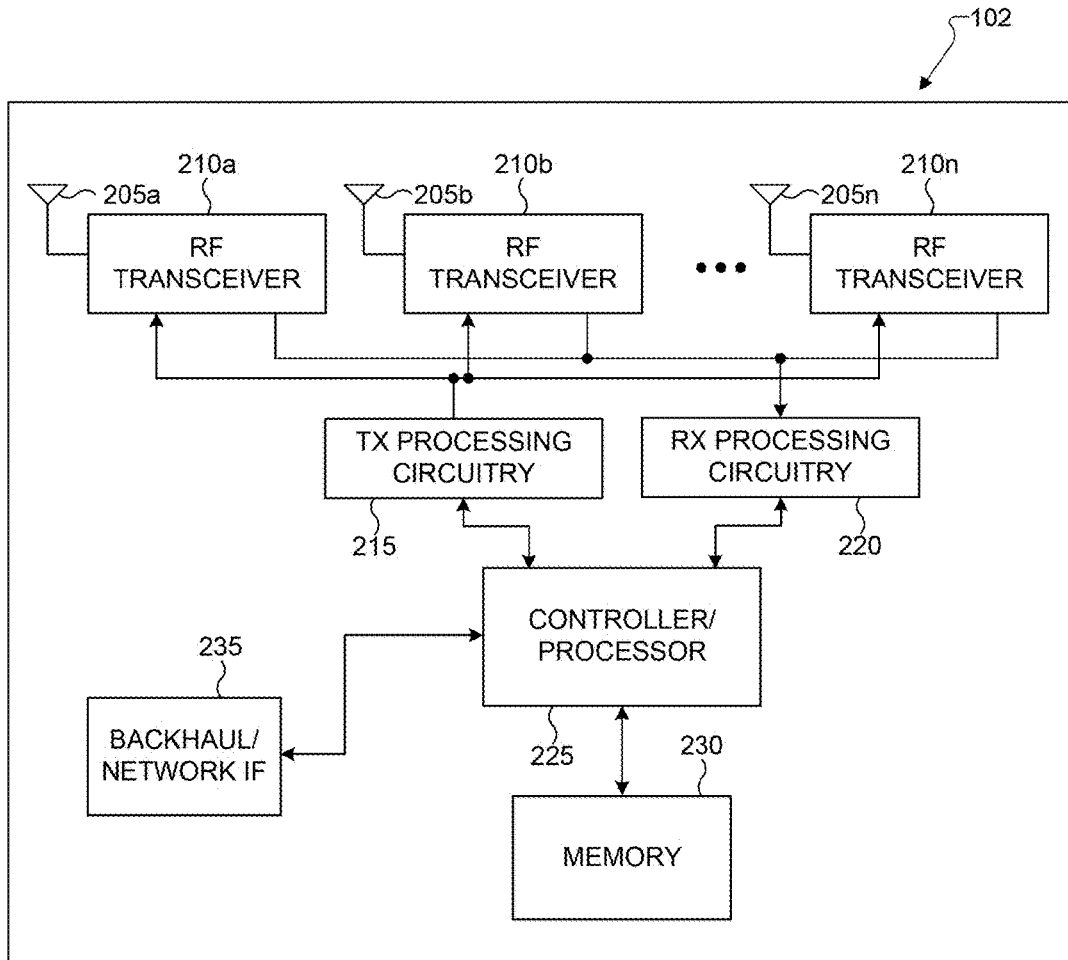 102
210a
210b
210n
205a
205b
205n
RF
TRANSCEIVER
RF
TRANSCEIVER
RF
TRANSCEIVER
TX PROCESSING
CIRCUITRY
RX PROCESSING
CIRCUITRY
215
220
CONTROLLER/
PROCESSOR
235
225
230
BACKHAUL/
NETWORK IF
MEMORY